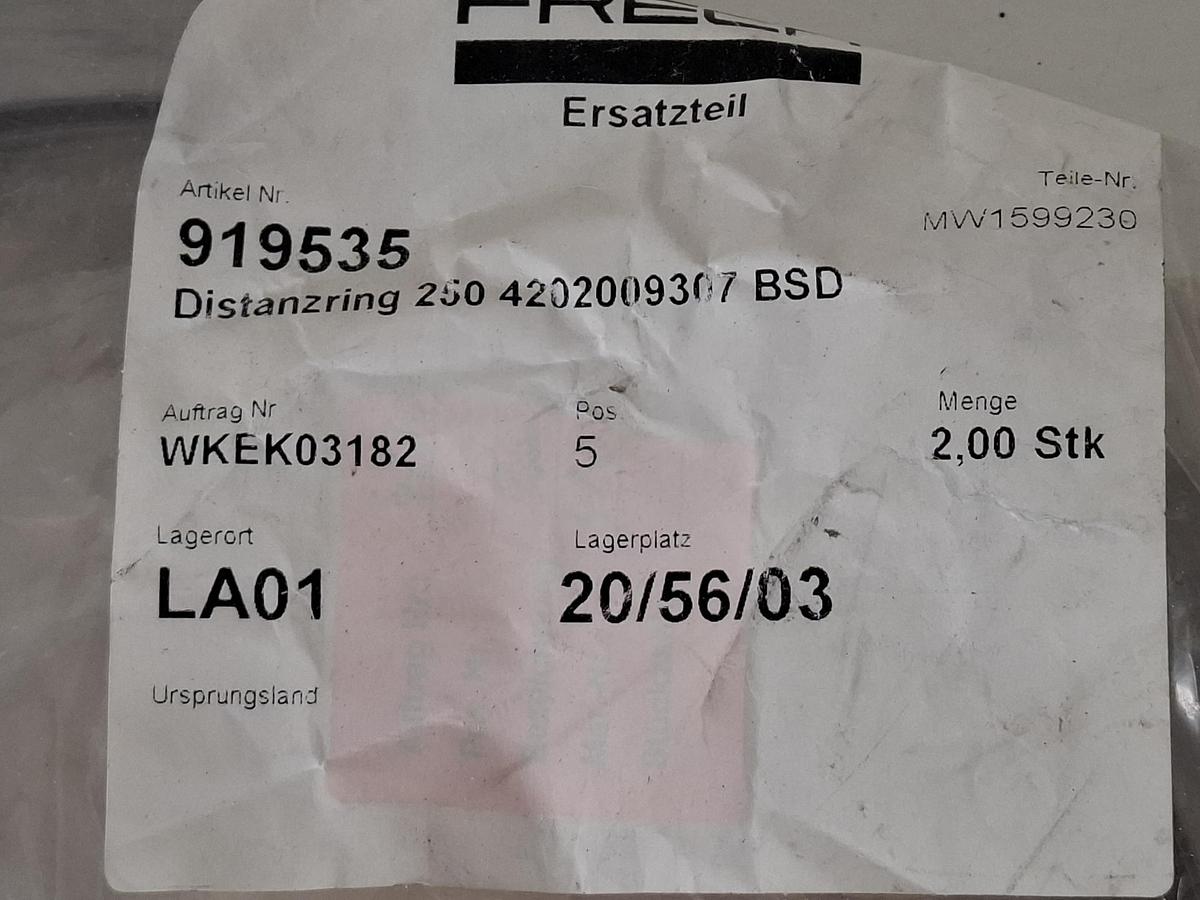 Ersatzteil
Artikel Nr.
Teile-Nr.
919535
MW1599230
Distanzring 250 4202009307 BSD
Auftrag Nr
Pos
Menge
WKEK03182
5
2,00 Stk
Lagerort
Lagerplatz
LA01
20/56/03
Ursprungsland